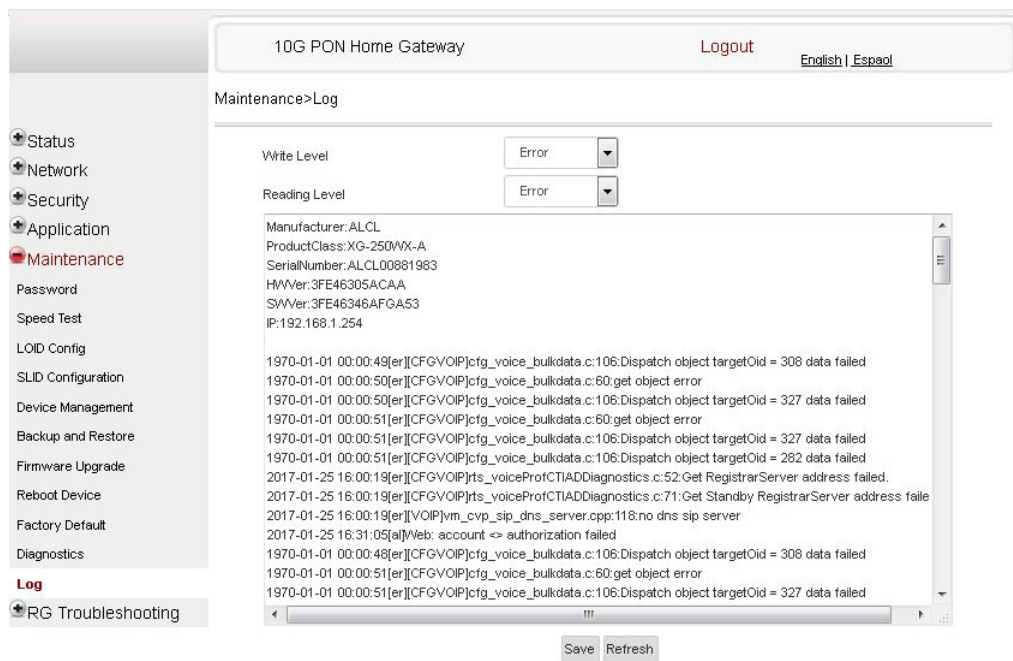 10G PON Home Gateway
Logout
English | Espaol
Maintenance>Log
Status
Network
Security
Application
Maintenance
Password
Speed Test
LOID Config
SLID Configuration
Device Management
Backup and Restore
Firmware Upgrade
Reboot Device
Factory Default
Diagnostics
Log
RG Troubleshooting
Write Level Error
Reading Level Error
Manufacturer:ALCL
ProductClass:XG-250WX-A
SerialNumber:ALCL00881983
HWVer:3FE46305ACAA
SWVer:3FE46346AFGA53
IP:192.168.1.254
1970-01-01 00:00:49[er][CFGVOIP]cfg_voice_bulkdata.c:106:Dispatch object targetOid = 308 data failed
1970-01-01 00:00:50[er][CFGVOIP]cfg_voice_bulkdata.c:60:get object error
1970-01-01 00:00:50[er][CFGVOIP]cfg_voice_bulkdata.c:106:Dispatch object targetOid = 327 data failed
1970-01-01 00:00:51[er][CFGVOIP]cfg_voice_bulkdata.c:60:get object error
1970-01-01 00:00:51[er][CFGVOIP]cfg_voice_bulkdata.c:106:Dispatch object targetOid = 327 data failed
1970-01-01 00:00:51[er][CFGVOIP]cfg_voice_bulkdata.c:106:Dispatch object targetOid = 282 data failed
2017-01-25 16:00:19[er][CFGVOIP]rts_voiceProfCTIADDiagnostics.c:52:Get RegistrarServer address failed.
2017-01-25 16:00:19[er][CFGVOIP]rts_voiceProfCTIADDiagnostics.c:71:Get Standby RegistrarServer address faile
2017-01-25 16:00:19[er][VOIP]vm_cvp_sip_dns_server.cpp:118:no dns sip server
2017-01-25 16:31:05[al]Web: account <> authorization failed
1970-01-01 00:00:48[er][CFGVOIP]cfg_voice_bulkdata.c:106:Dispatch object targetOid = 308 data failed
1970-01-01 00:00:51[er][CFGVOIP]cfg_voice_bulkdata.c:60:get object error
1970-01-01 00:00:51[er][CFGVOIP]cfg_voice_bulkdata.c:106:Dispatch object targetOid = 327 data failed
Save Refresh